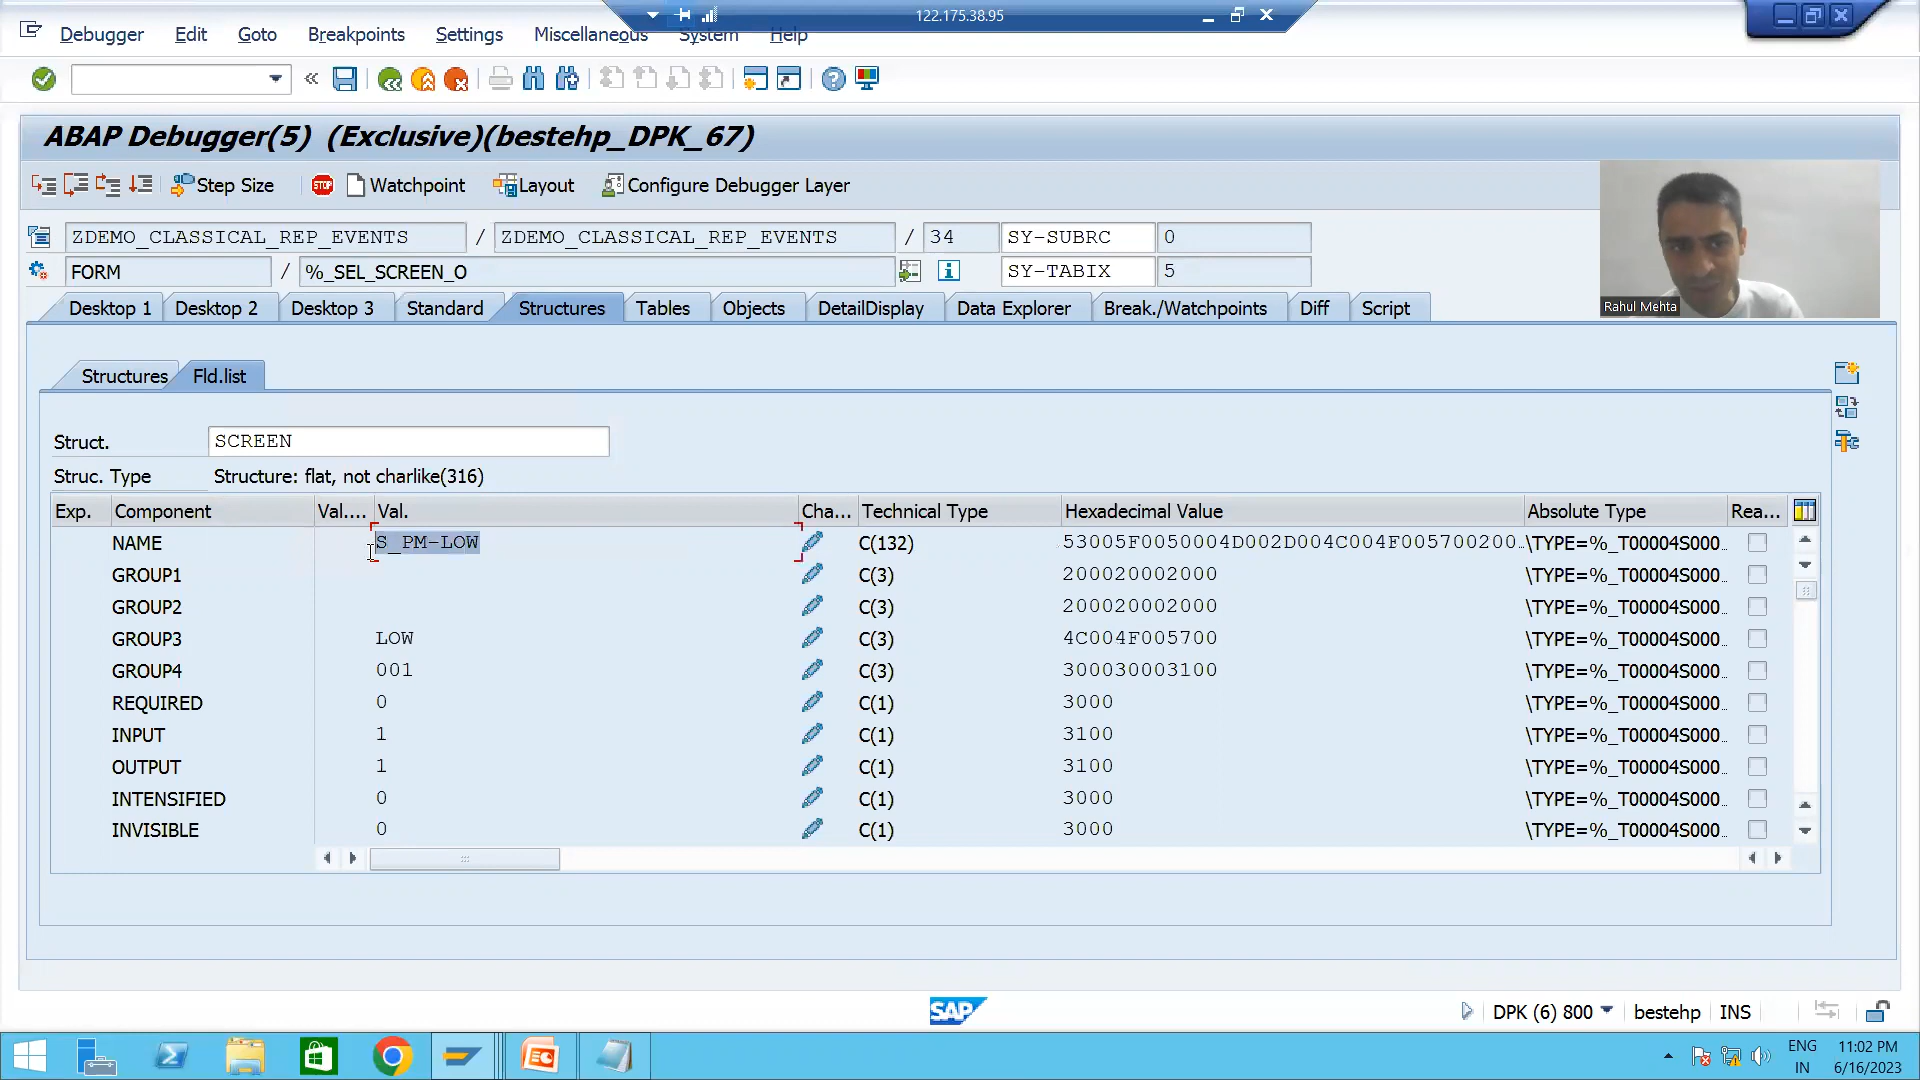 122.175.38.95
Debugger Edit Goto Breakpoints Settings Miscellaneous System Help
ABAP Debugger(5) (Exclusive)(bestehp_DPK_67)
Step Size STOP Watchpoint Layout Configure Debugger Layer
ZDEMO_CLASSICAL_REP_EVENTS / ZDEMO_CLASSICAL_REP_EVENTS / 34 SY-SUBRC 0
FORM / %_SEL_SCREEN_O SY-TABIX 5
Rahul Mehta
Desktop 1 Desktop 2 Desktop 3 Standard Structures Tables Objects DetailDisplay Data Explorer Break./Watchpoints Diff Script
Structures Fld.list
Struct. SCREEN
Struc. Type Structure: flat, not charlike(316)
Exp. Component Val.... Val. Cha... Technical Type Hexadecimal Value Absolute Type Rea...
NAME S_PM-LOW C(132) 53005F0050004D002D004C004F005700200... \TYPE=%_T00004S000...
GROUP1 C(3) 200020002000 \TYPE=%_T00004S000...
GROUP2 C(3) 200020002000 \TYPE=%_T00004S000...
GROUP3 LOW C(3) 4C004F005700 \TYPE=%_T00004S000...
GROUP4 001 C(3) 300030003100 \TYPE=%_T00004S000...
REQUIRED 0 C(1) 3000 \TYPE=%_T00004S000...
INPUT 1 C(1) 3100 \TYPE=%_T00004S000...
OUTPUT 1 C(1) 3100 \TYPE=%_T00004S000...
INTENSIFIED 0 C(1) 3000 \TYPE=%_T00004S000...
INVISIBLE 0 C(1) 3000 \TYPE=%_T00004S000...
SAP DPK (6) 800 bestehp INS
ENG 11:02 PM
IN 6/16/2023